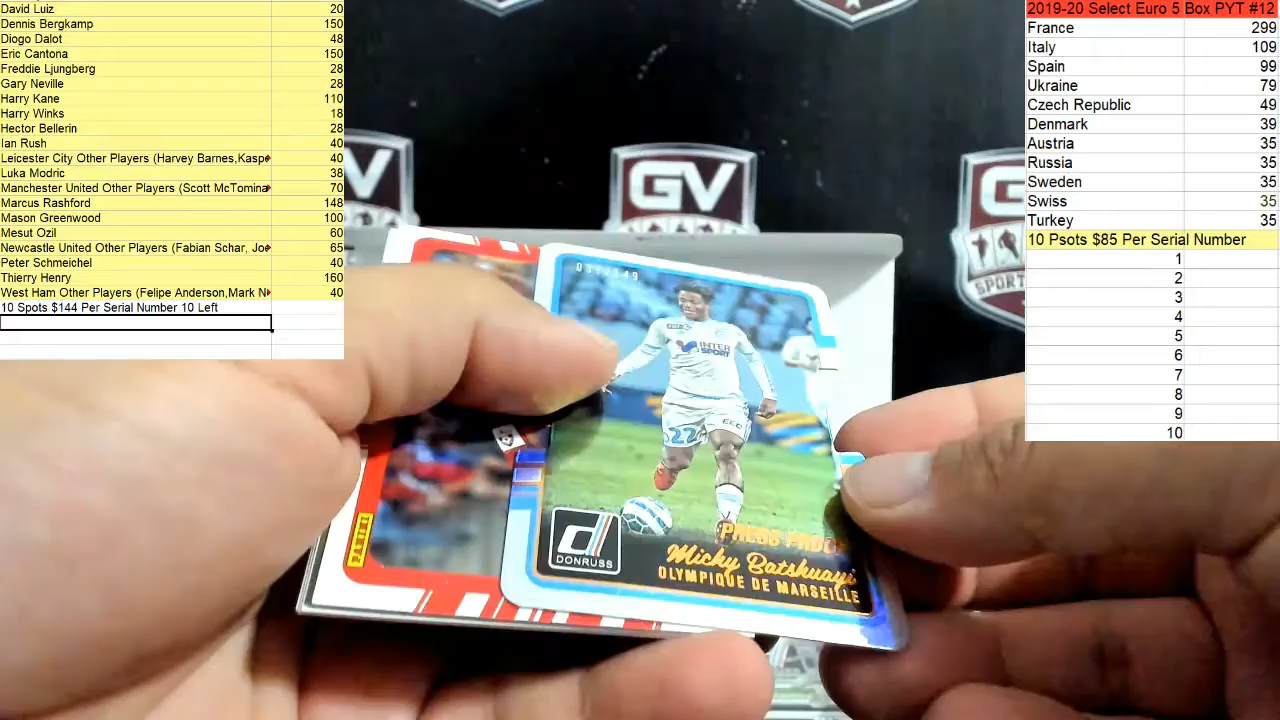 David Luiz 20
Dennis Bergkamp 150
Diogo Dalot 48
Eric Cantona 150
Freddie Ljungberg 28
Gary Neville 28
Harry Kane 110
Harry Winks 18
Hector Bellerin 28
Ian Rush 40
Leicester City Other Players (Harvey Barnes,Kaspe 40
Luka Modric 38
Manchester United Other Players (Scott McTomina 70
Marcus Rashford 148
Mason Greenwood 100
Mesut Ozil 60
Newcastle United Other Players (Fabian Schar, Joe 65
Peter Schmeichel 40
Thierry Henry 160
West Ham Other Players (Felipe Anderson,Mark N 40
10 Spots $144 Per Serial Number 10 Left
2019-20 Select Euro 5 Box PYT #12
France 299
Italy 109
Spain 99
Ukraine 79
Czech Republic 49
Denmark 39
Austria 35
Russia 35
Sweden 35
Swiss 35
Turkey 35
10 Psots $85 Per Serial Number
1
2
3
4
5
6
7
8
9
10
GV
SPORT
INTER
SPORT
22
PANINI
d
DONRUSS
PRESS PROO
Micky Batshuayi
OLYMPIQUE DE MARSEILLE